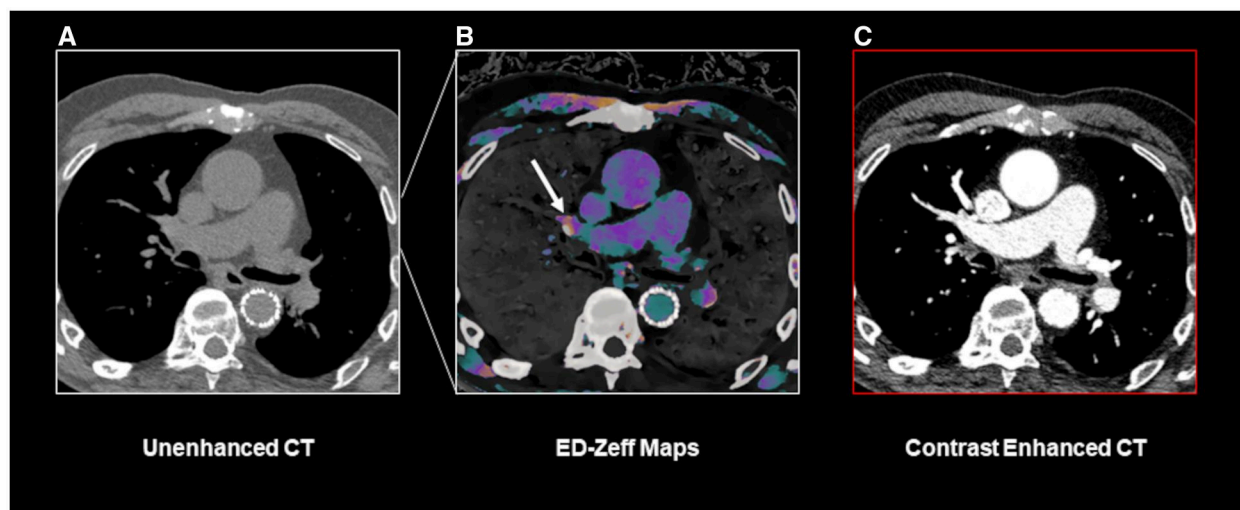 A
B
C
Unenhanced CT
ED-Zeff Maps
Contrast Enhanced CT